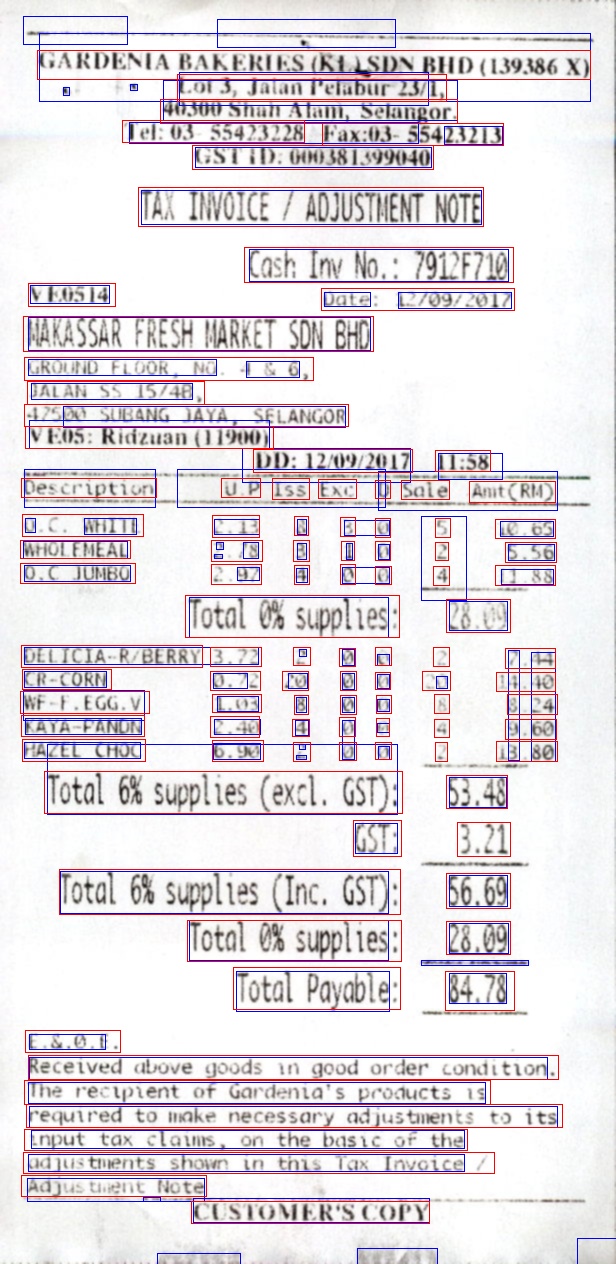 GARDENIA BAKERIES (KL) SDN BHD (139386 X)
Lot 3, Jalan Pelabur 23/1,
40300 Shah Alam, Selangor.
Tel: 03- 55423228 Fax:03- 55423213
GST ID: 000381399040
TAX INVOICE / ADJUSTMENT NOTE
Cash Inv No.: 7912F710
VE0514 Date: 12/09/2017
MAKASSAR FRESH MARKET SDN BHD
GROUND FLOOR, NO. 4 & 6,
JALAN SS 15/4B,
47500 SUBANG JAYA, SELANGOR
VE05: Ridzuan (11900)
DD: 12/09/2017 11:58
Description U.P Iss Exc D Sale Amt(RM)
O.C. WHITE 2.13 8 3 0 5 10.65
WHOLEMEAL 2.78 3 1 0 2 5.56
O.C JUMBO 2.97 4 0 0 4 11.88
Total 0% supplies: 28.09
DELICIA-R/BERRY 3.72 2 0 0 2 7.44
CR-CORN 0.72 20 0 0 20 14.40
WF-F.EGG.V 1.03 8 0 0 8 8.24
KAYA-PANDN 2.40 4 0 0 4 9.60
HAZEL CHOC 6.90 2 0 0 2 13.80
Total 6% supplies (excl. GST): 53.48
GST: 3.21
Total 6% supplies (Inc. GST): 56.69
Total 0% supplies: 28.09
Total Payable: 84.78
E.&.O.E.
Received above goods in good order condition.
The recipient of Gardenia's products is
required to make necessary adjustments to its
input tax claims, on the basic of the
adjustments shown in this Tax Invoice /
Adjustment Note
CUSTOMER'S COPY